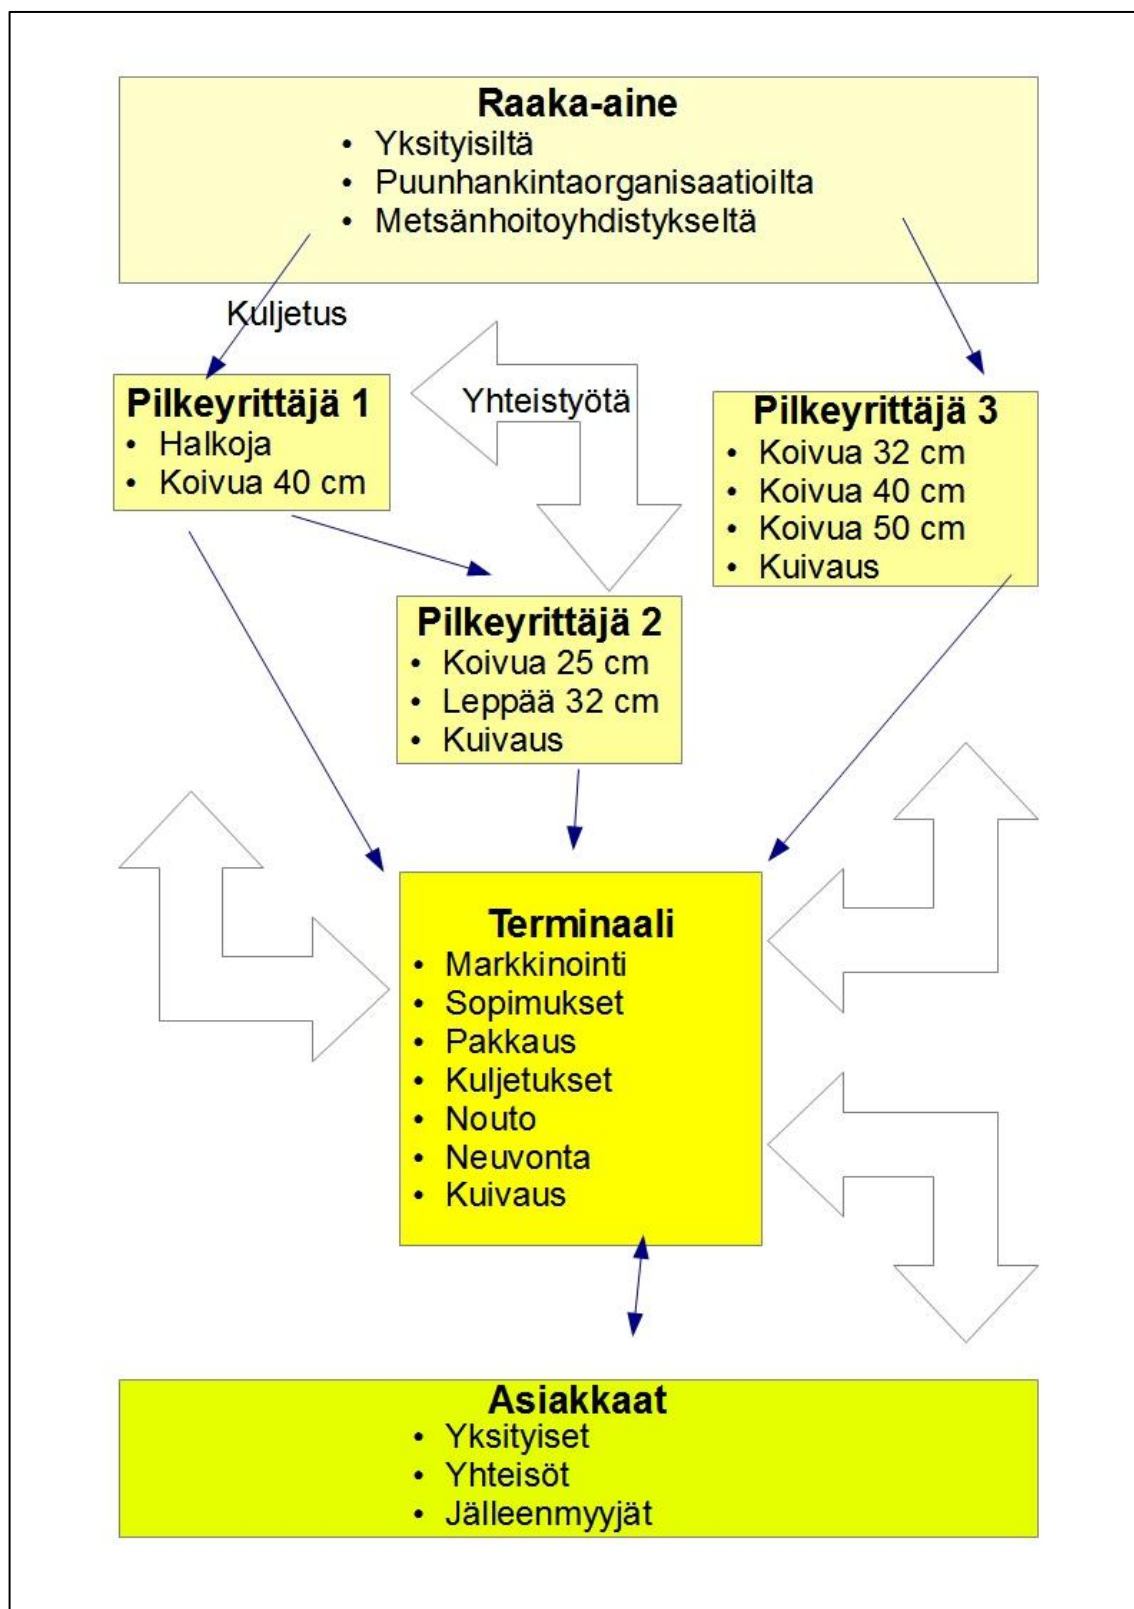 Raaka-aine
• Yksityisiltä
• Puunhankintaorganisaatioilta
• Metsänhoitoyhdistykseltä
Kuljetus
Pilkeyrittäjä 1
• Halkoja
• Koivua 40 cm
Yhteistyötä
Pilkeyrittäjä 3
• Koivua 32 cm
• Koivua 40 cm
• Koivua 50 cm
• Kuivaus
Pilkeyrittäjä 2
• Koivua 25 cm
• Leppää 32 cm
• Kuivaus
Terminaali
• Markkinointi
• Sopimukset
• Pakkaus
• Kuljetukset
• Nouto
• Neuvonta
• Kuivaus
Asiakkaat
• Yksityiset
• Yhteisöt
• Jälleenmyyjät